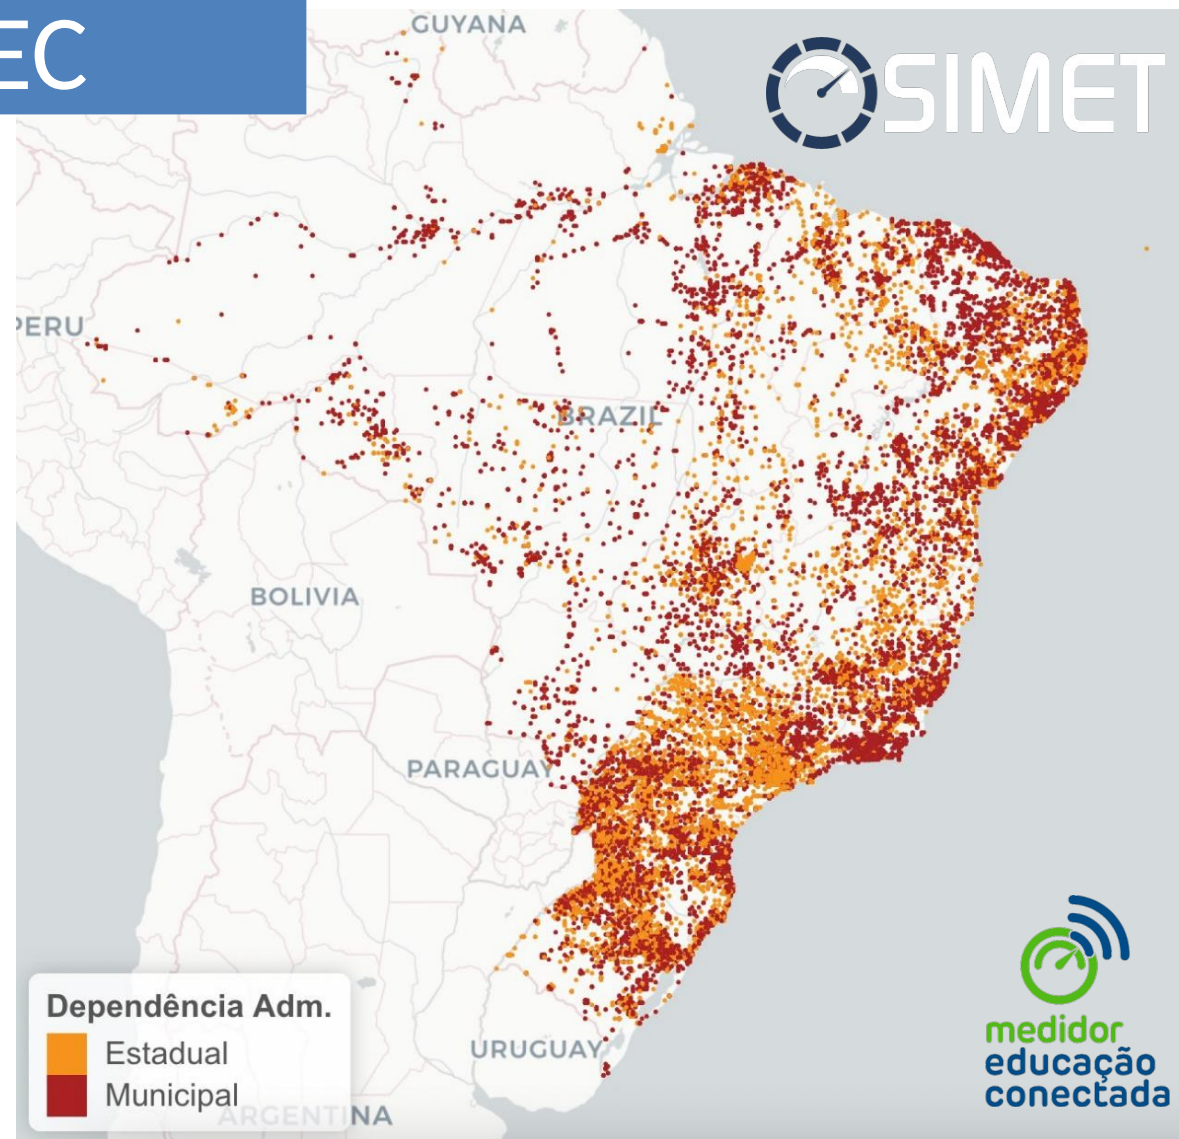 EC
GUYANA
SIMET
PERU
BRAZIL
BOLIVIA
PARAGUAY
URUGUAY
ARGENTINA
Dependência Adm.
Estadual
Municipal
medidor
educação
conectada